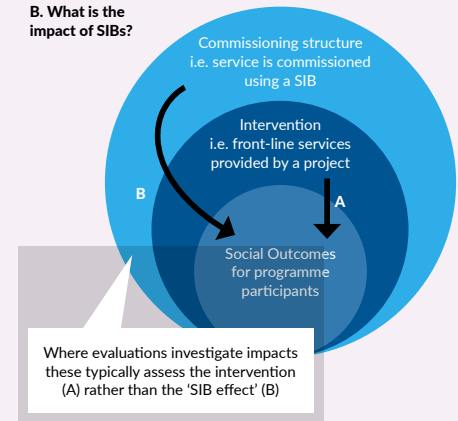 B. What is the
impact of SIBs?
Commissioning structure
i.e. service is commissioned
using a SIB
Intervention
i.e. front-line services
provided by a project
B
A
Social Outcomes
for programme
participants
Where evaluations investigate impacts
these typically assess the intervention
(A) rather than the ‘SIB effect’ (B)